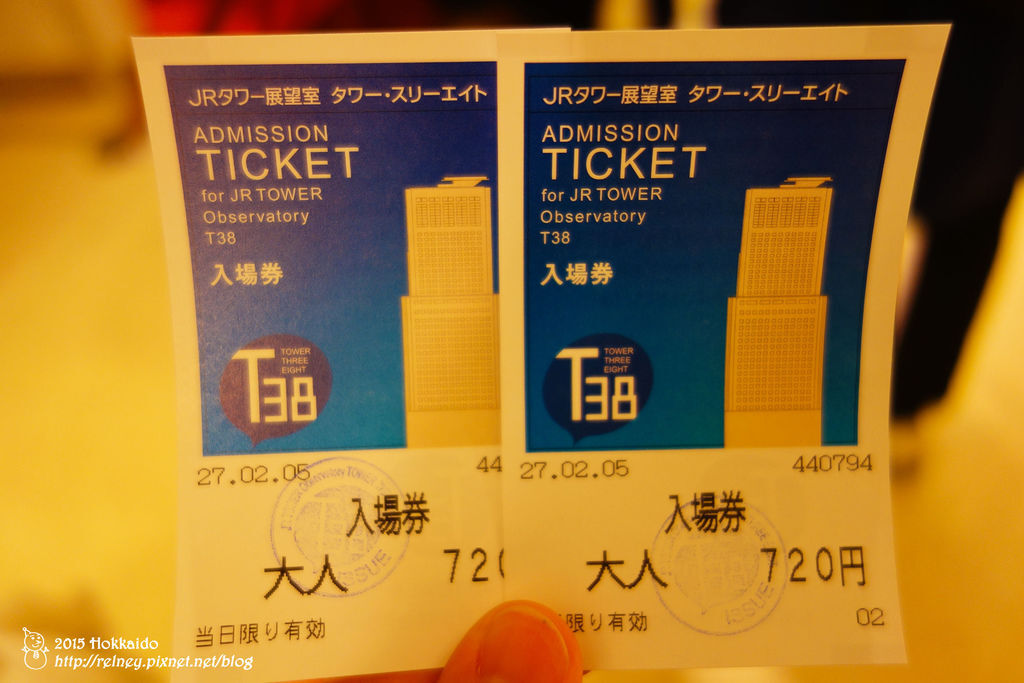 JRタワー展望室 タワー・スリーエイト
ADMISSION
TICKET
for JR TOWER
Observatory
T38
入場券
T38
TOWER
THREE
EIGHT
27.02.05 44
入場券
大人 720
当日限り有効
JRタワー展望室 タワー・スリーエイト
ADMISSION
TICKET
for JR TOWER
Observatory
T38
入場券
T38
TOWER
THREE
EIGHT
27.02.05 440794
入場券
大人 720円
ISSUE
限り有効 02
2015 Hokkaido
http://relney.pixnet.net/blog